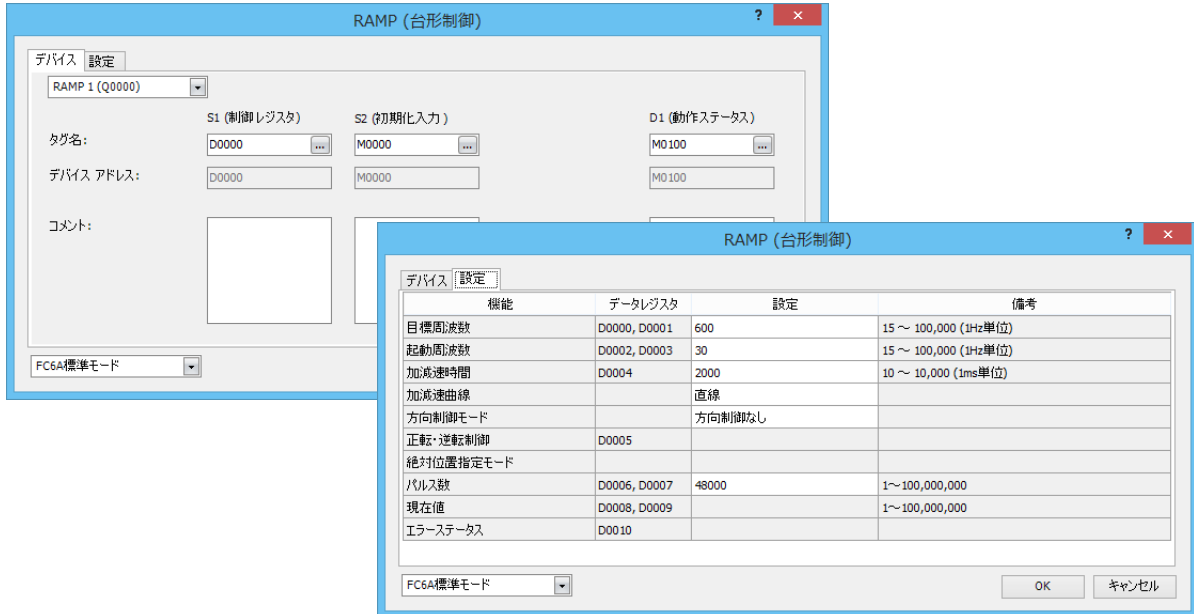 RAMP (台形制御)
? ×
デバイス 設定
RAMP 1 (Q0000)
S1 (制御レジスタ) S2 (初期化入力) D1 (動作ステータス)
タグ名: D0000 ... M0000 ... M0100 ...
デバイス アドレス: D0000 M0000 M0100
コメント:
FC6A標準モード
RAMP (台形制御)
? ×
デバイス 設定
機能 データレジスタ 設定 備考
目標周波数 D0000, D0001 600 15 ～ 100,000 (1Hz単位)
起動周波数 D0002, D0003 30 15 ～ 100,000 (1Hz単位)
加減速時間 D0004 2000 10 ～ 10,000 (1ms単位)
加減速曲線 直線
方向制御モード 方向制御なし
正転・逆転制御 D0005
絶対位置指定モード
パルス数 D0006, D0007 48000 1～100,000,000
現在値 D0008, D0009 1～100,000,000
エラーステータス D0010
FC6A標準モード OK キャンセル